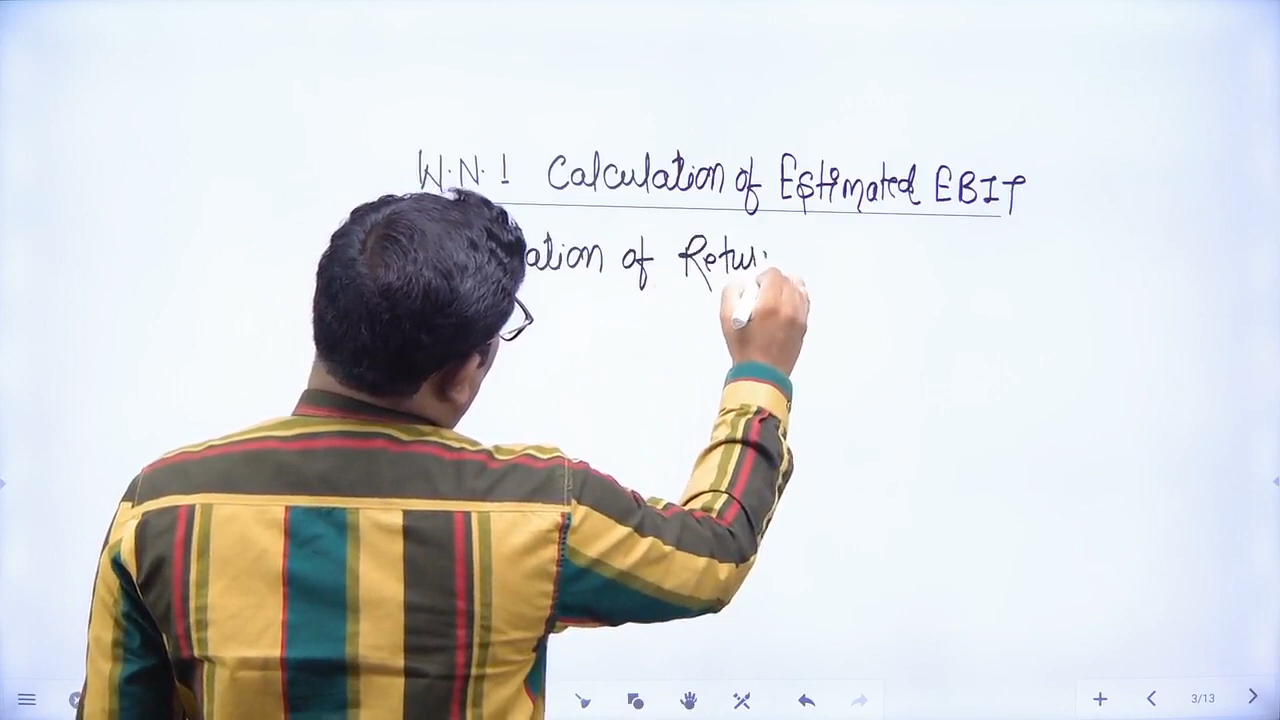 W.N. 1 Calculation of Estimated EBIT
ation of Retu
3/13